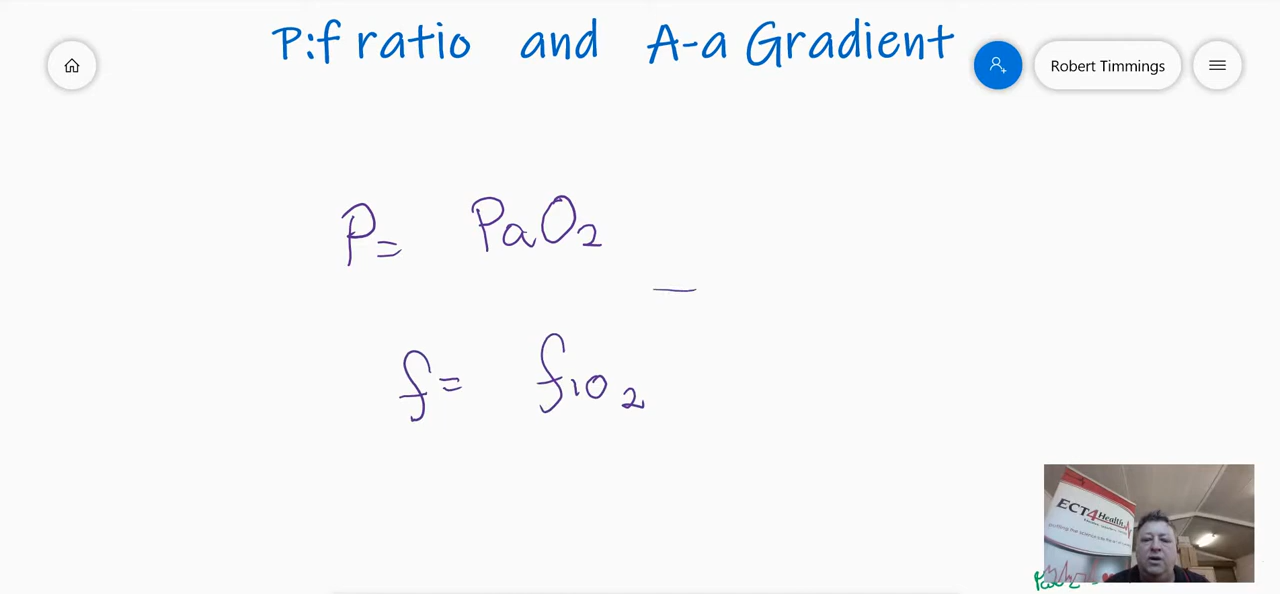 P:f ratio and A-a Gradient
Robert Timmings
P= PaO2
f= fIO2
ECT4Health